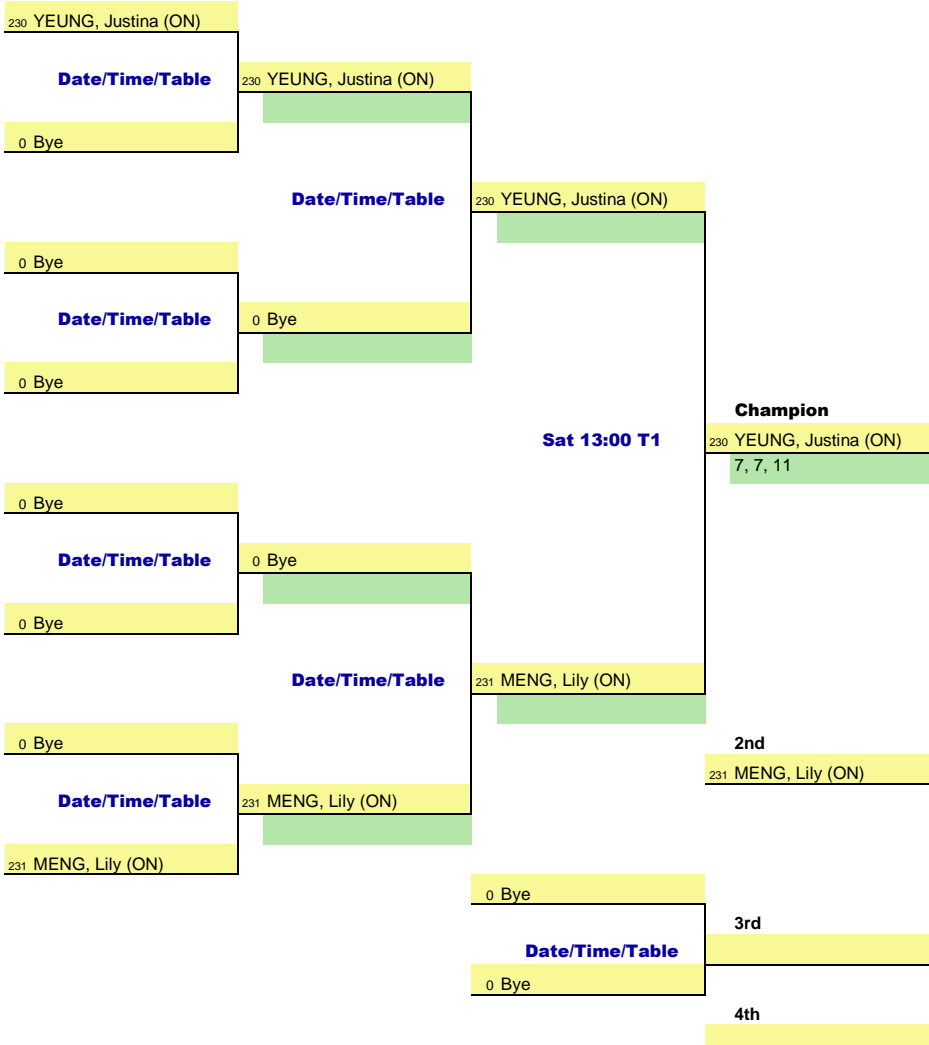 230 YEUNG, Justina (ON)
Date/Time/Table
230 YEUNG, Justina (ON)
0 Bye
Date/Time/Table
230 YEUNG, Justina (ON)
0 Bye
Date/Time/Table
0 Bye
0 Bye
Champion
Sat 13:00 T1
230 YEUNG, Justina (ON)
7, 7, 11
0 Bye
Date/Time/Table
0 Bye
0 Bye
Date/Time/Table
231 MENG, Lily (ON)
0 Bye
2nd
231 MENG, Lily (ON)
Date/Time/Table
231 MENG, Lily (ON)
231 MENG, Lily (ON)
0 Bye
3rd
Date/Time/Table
0 Bye
4th